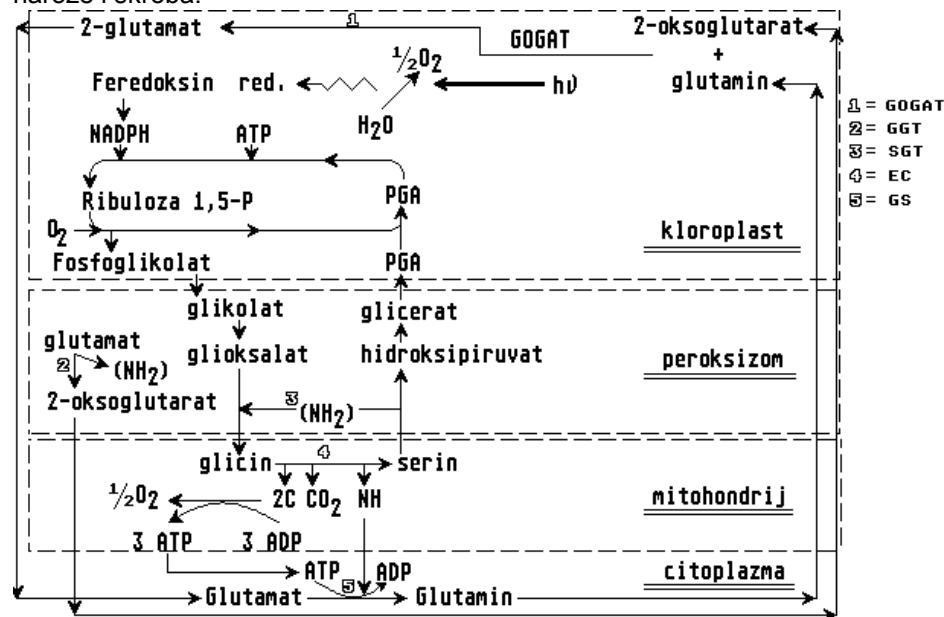 2-glutamat 1 GOGAT 2-oksoglutarat
+
glutamin
½O2
Feredoksin red. hν
H2O
NADPH ATP
Ribuloza 1,5-P PGA
O2
Fosfoglikolat PGA
kloroplast
1= GOGAT
2= GGT
3= SGT
4= EC
5= GS
glikolat glicerat
glutamat
2 (NH2) glioksalat hidroksipiruvat
peroksizom
2-oksoglutarat
3 (NH2)
glicin 4 serin
½O2 2C CO2 NH
mitohondrij
3 ATP 3 ADP
ATP 5 ADP
citoplazma
Glutamat Glutamin